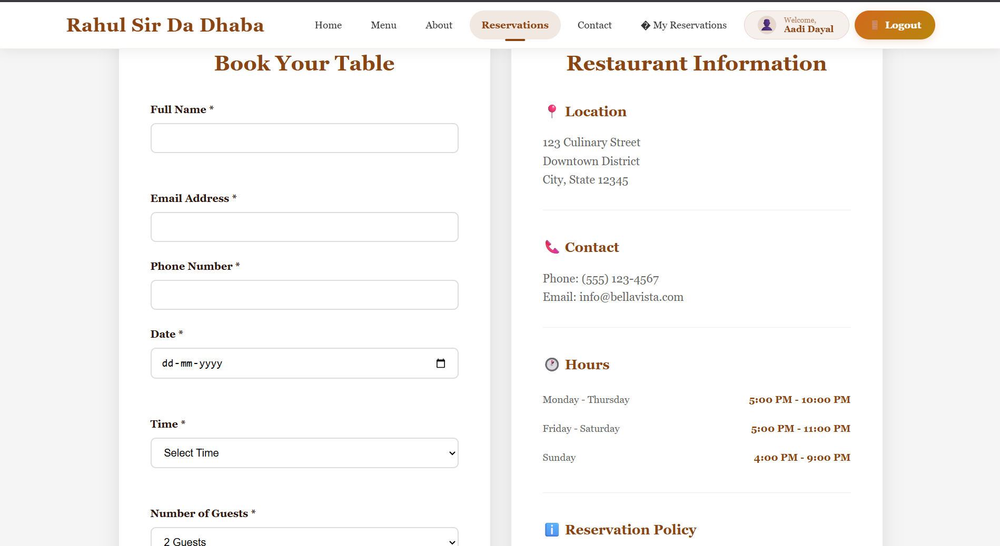 Rahul Sir Da Dhaba
Home
Menu
About
Reservations
Contact
� My Reservations
Welcome,
Aadi Dayal
Logout
Book Your Table
Full Name *
Email Address *
Phone Number *
Date *
dd-mm-yyyy
Time *
Select Time
Number of Guests *
2 Guests
Restaurant Information
Location
123 Culinary Street
Downtown District
City, State 12345
Contact
Phone: (555) 123-4567
Email: info@bellavista.com
Hours
Monday - Thursday 5:00 PM - 10:00 PM
Friday - Saturday 5:00 PM - 11:00 PM
Sunday 4:00 PM - 9:00 PM
Reservation Policy